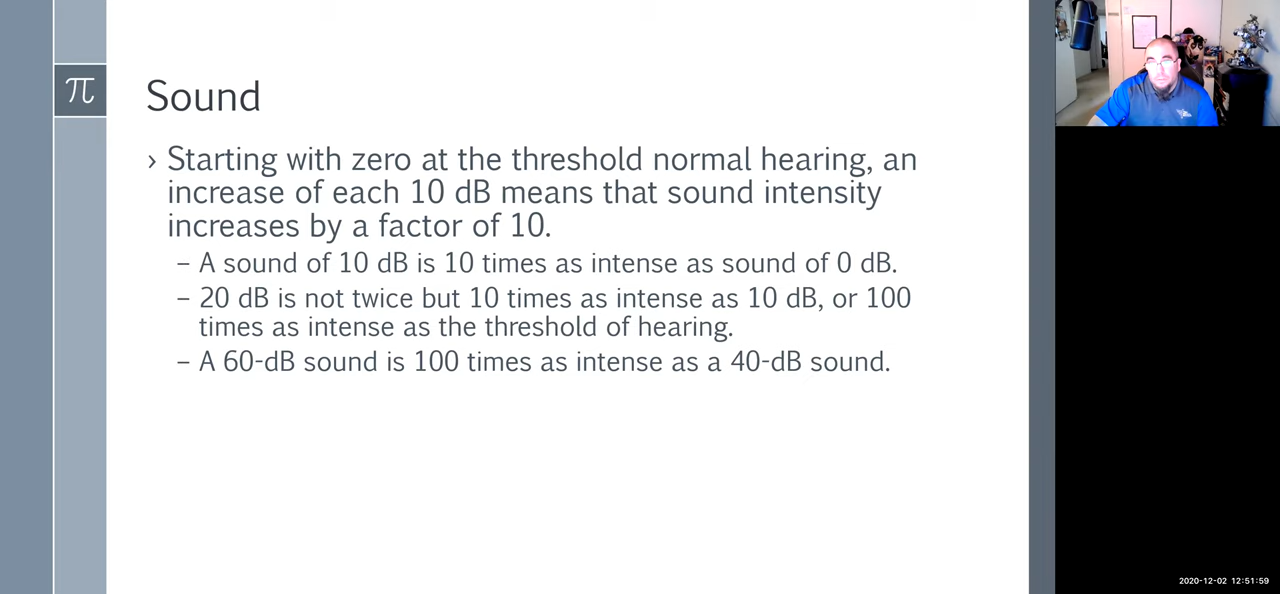 π
Sound
› Starting with zero at the threshold normal hearing, an
increase of each 10 dB means that sound intensity
increases by a factor of 10.
– A sound of 10 dB is 10 times as intense as sound of 0 dB.
– 20 dB is not twice but 10 times as intense as 10 dB, or 100
times as intense as the threshold of hearing.
– A 60-dB sound is 100 times as intense as a 40-dB sound.
2020-12-02 12:51:59